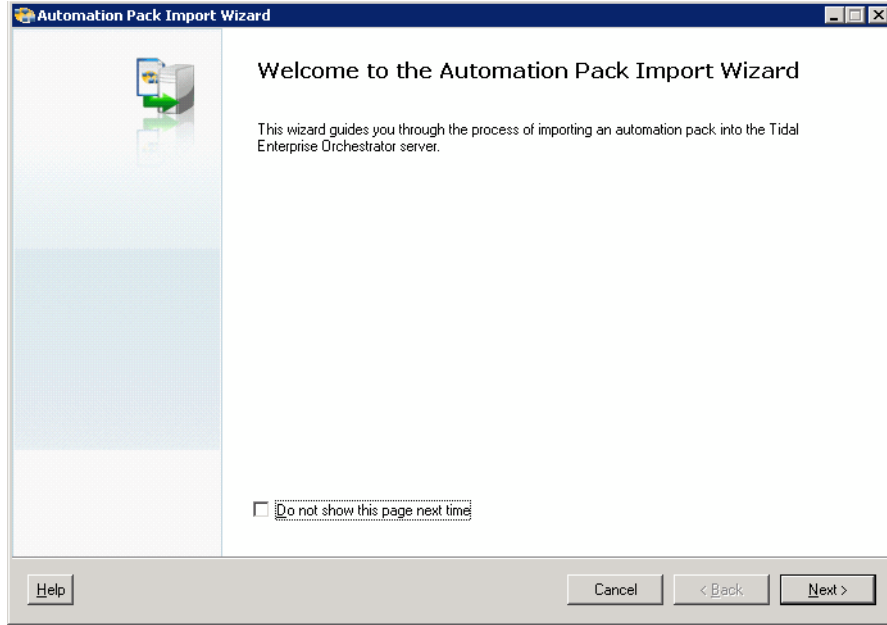 Automation Pack Import Wizard
Welcome to the Automation Pack Import Wizard
This wizard guides you through the process of importing an automation pack into the Tidal
Enterprise Orchestrator server.
Do not show this page next time
Help
Cancel
< Back
Next >